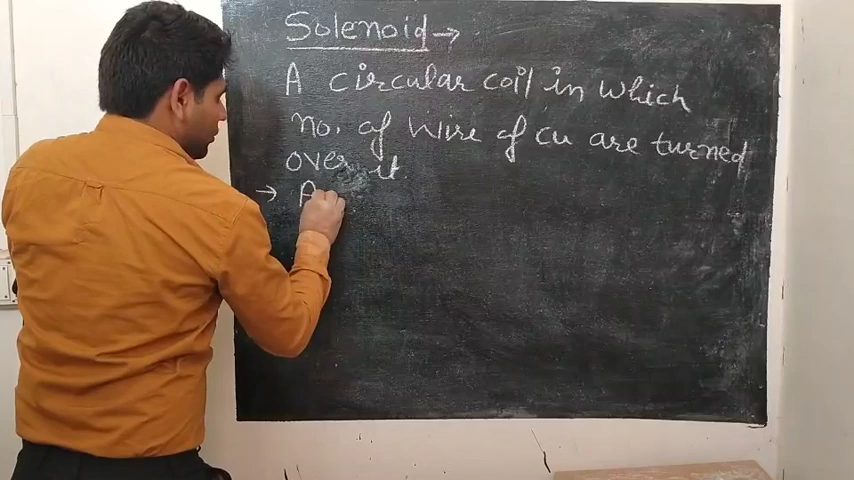 Solenoid →
A circular coil in which
no. of wire of cu are turned
over it
→ A